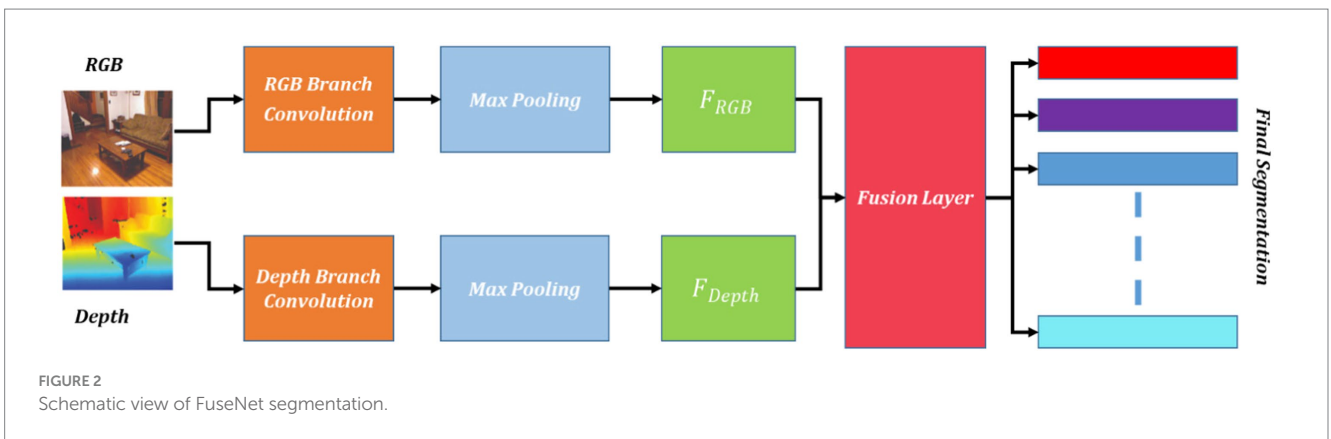 RGB
RGB Branch
Convolution
Max Pooling
F_RGB
Depth
Depth Branch
Convolution
Max Pooling
F_Depth
Fusion Layer
Final Segmentation
FIGURE 2
Schematic view of FuseNet segmentation.